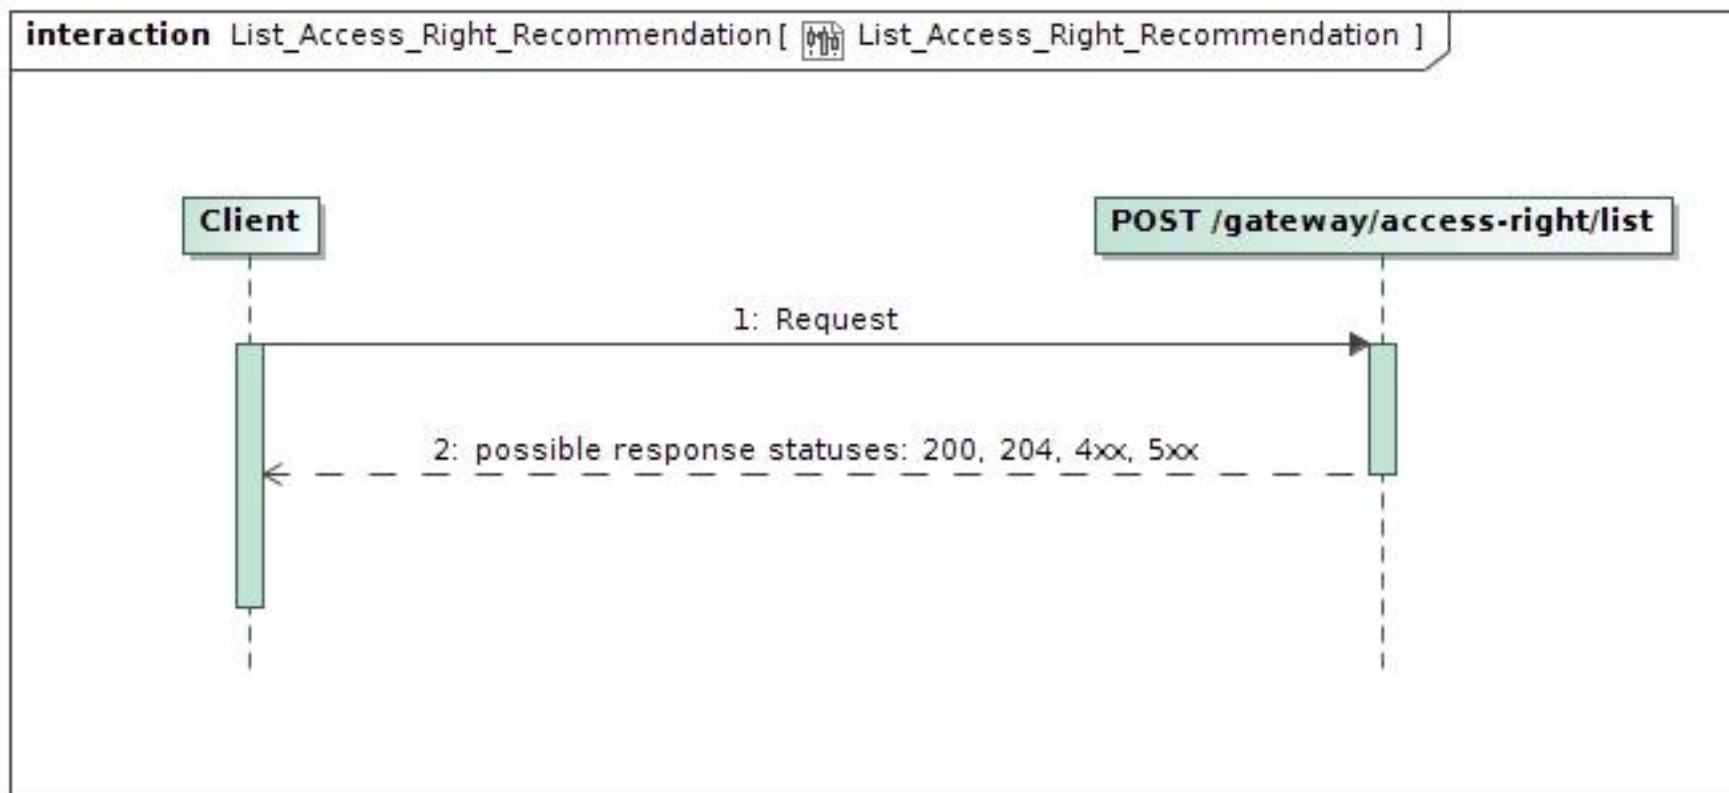 interaction List_Access_Right_Recommendation[ List_Access_Right_Recommendation ]
Client
POST /gateway/access-right/list
1: Request
2: possible response statuses: 200, 204, 4xx, 5xx